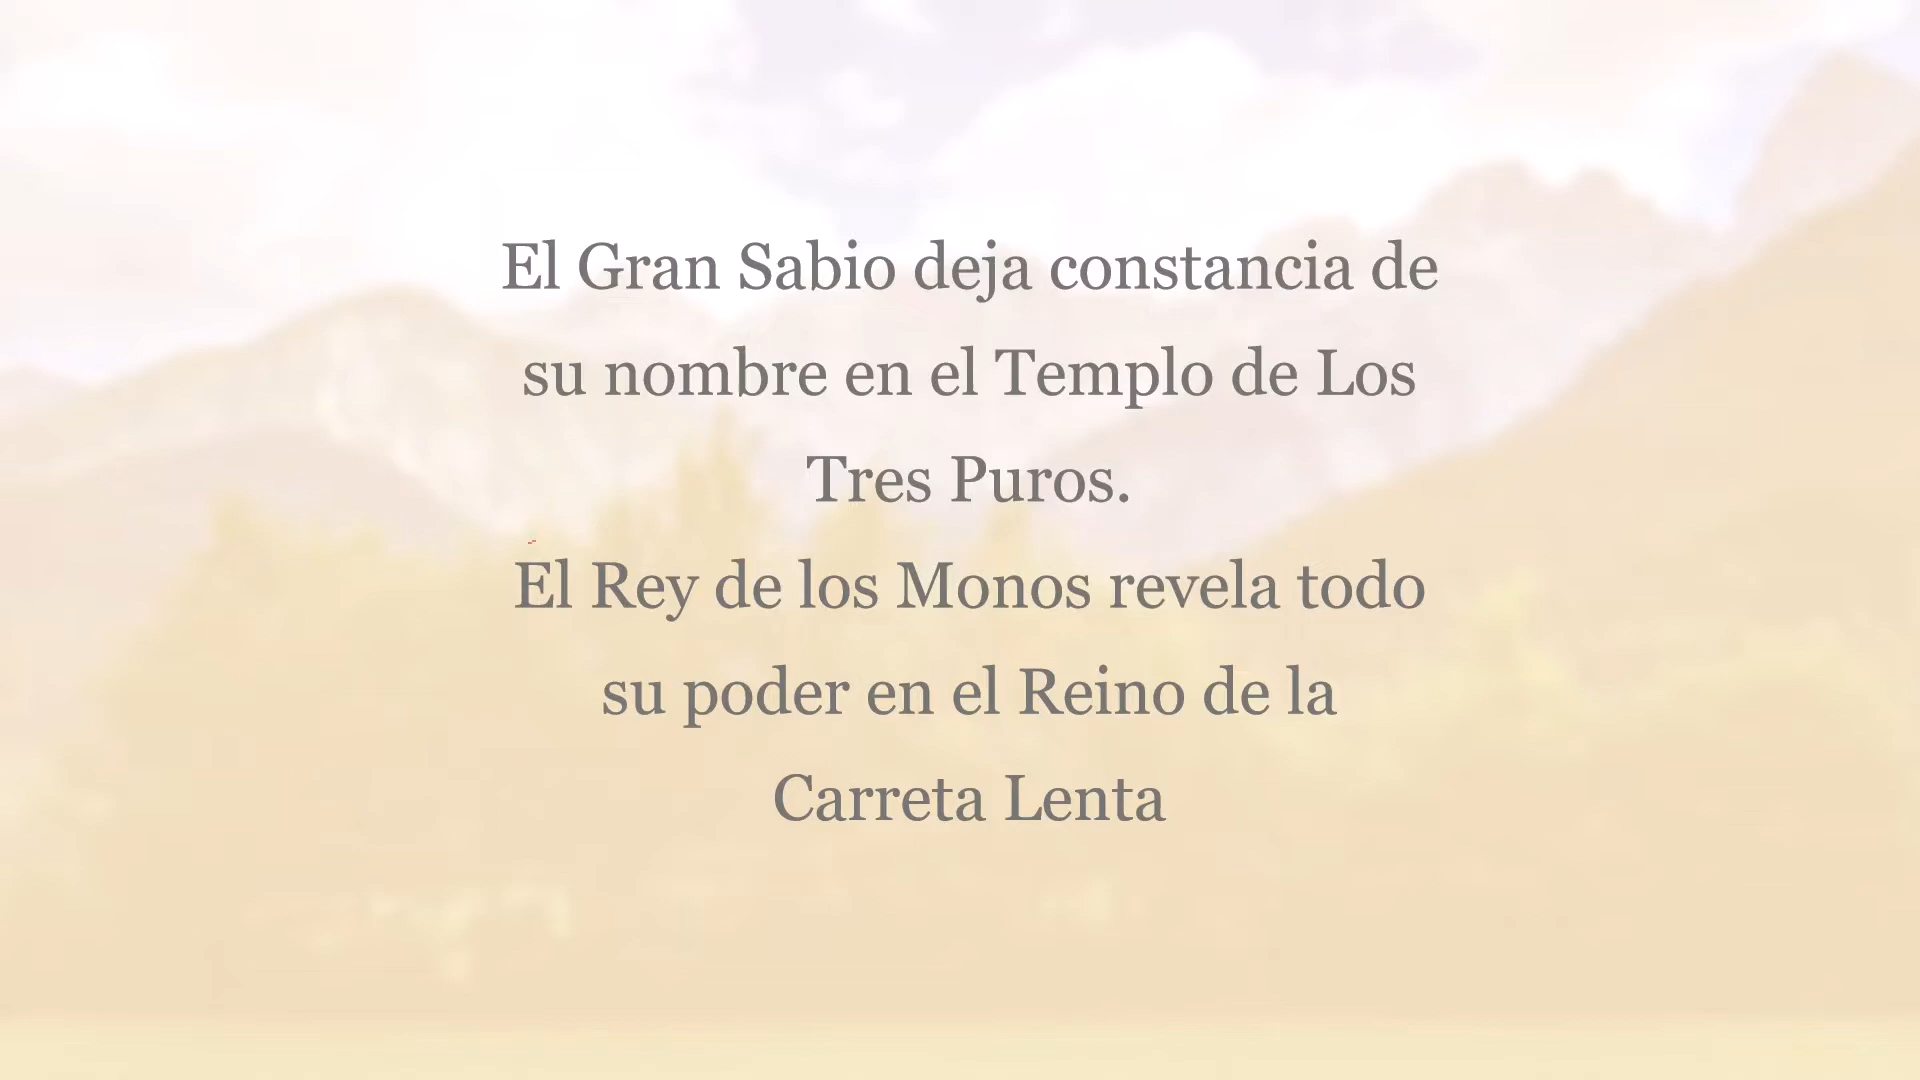 El Gran Sabio deja constancia de
su nombre en el Templo de Los
Tres Puros.
El Rey de los Monos revela todo
su poder en el Reino de la
Carreta Lenta